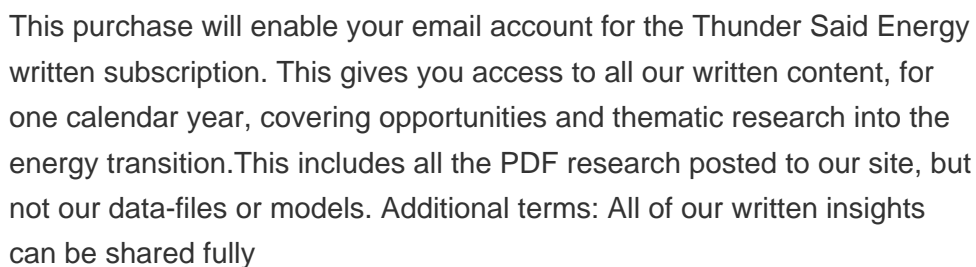 This purchase will enable your email account for the Thunder Said Energy
written subscription. This gives you access to all our written content, for
one calendar year, covering opportunities and thematic research into the
energy transition.This includes all the PDF research posted to our site, but
not our data-files or models. Additional terms: All of our written insights
can be shared fully